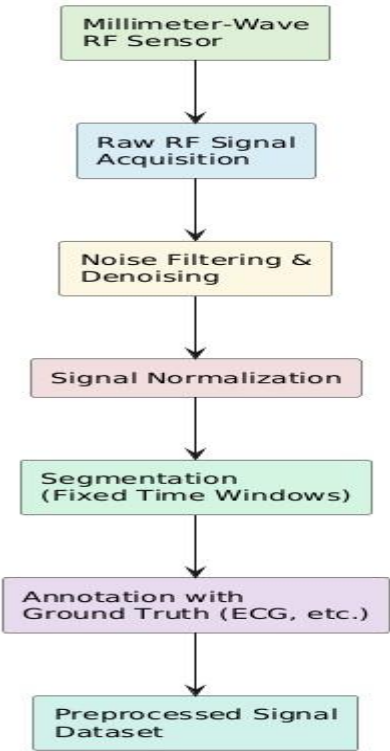 Millimeter-Wave
RF Sensor
Raw RF Signal
Acquisition
Noise Filtering &
Denoising
Signal Normalization
Segmentation
(Fixed Time Windows)
Annotation with
Ground Truth (ECG, etc.)
Preprocessed Signal
Dataset